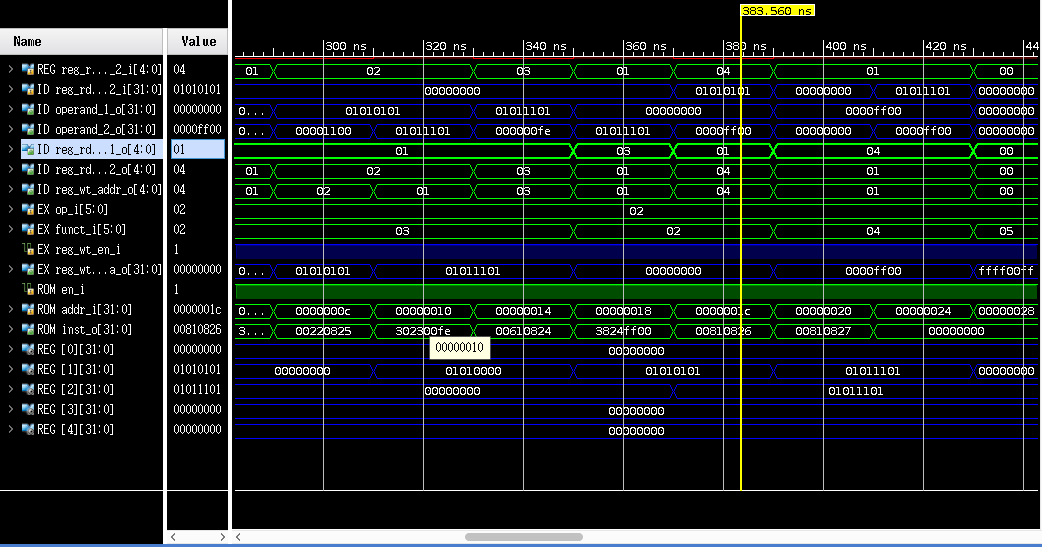 383.560 ns
Name Value 300 ns 320 ns 340 ns 360 ns 380 ns 400 ns 420 ns 44
REG reg_r..._2_i[4:0] 04 01 02 03 01 04 01 00
ID reg_rd...2_i[31:0] 01010101 00000000 01010101 00000000 01011101 00000000
ID operand_1_o[31:0] 00000000 0... 01010101 01011101 00000000 0000ff00 00000000
ID operand_2_o[31:0] 0000ff00 0... 00001100 01011101 000000fe 01011101 0000ff00 00000000 0000ff00 00000000
ID reg_rd...1_o[4:0] 01 01 03 01 04 00
ID reg_rd...2_o[4:0] 04 01 02 03 01 04 01 00
ID reg_wt_addr_o[4:0] 04 01 02 01 03 01 04 01 00
EX op_i[5:0] 02 02
EX funct_i[5:0] 02 03 02 04 05
EX reg_wt_en_i 1
EX reg_wt...a_o[31:0] 00000000 0... 01010101 01011101 00000000 0000ff00 ffff00ff
ROM en_i 1
ROM addr_i[31:0] 0000001c 0... 0000000c 00000010 00000014 00000018 0000001c 00000020 00000024 00000028
ROM inst_o[31:0] 00810826 3... 00220825 302300fe 00610824 3824ff00 00810826 00810827 00000000
00000010
REG [0][31:0] 00000000 00000000
REG [1][31:0] 01010101 00000000 01010000 01010101 01011101 00000000
REG [2][31:0] 01011101 00000000 01011101
REG [3][31:0] 00000000 00000000
REG [4][31:0] 00000000 00000000